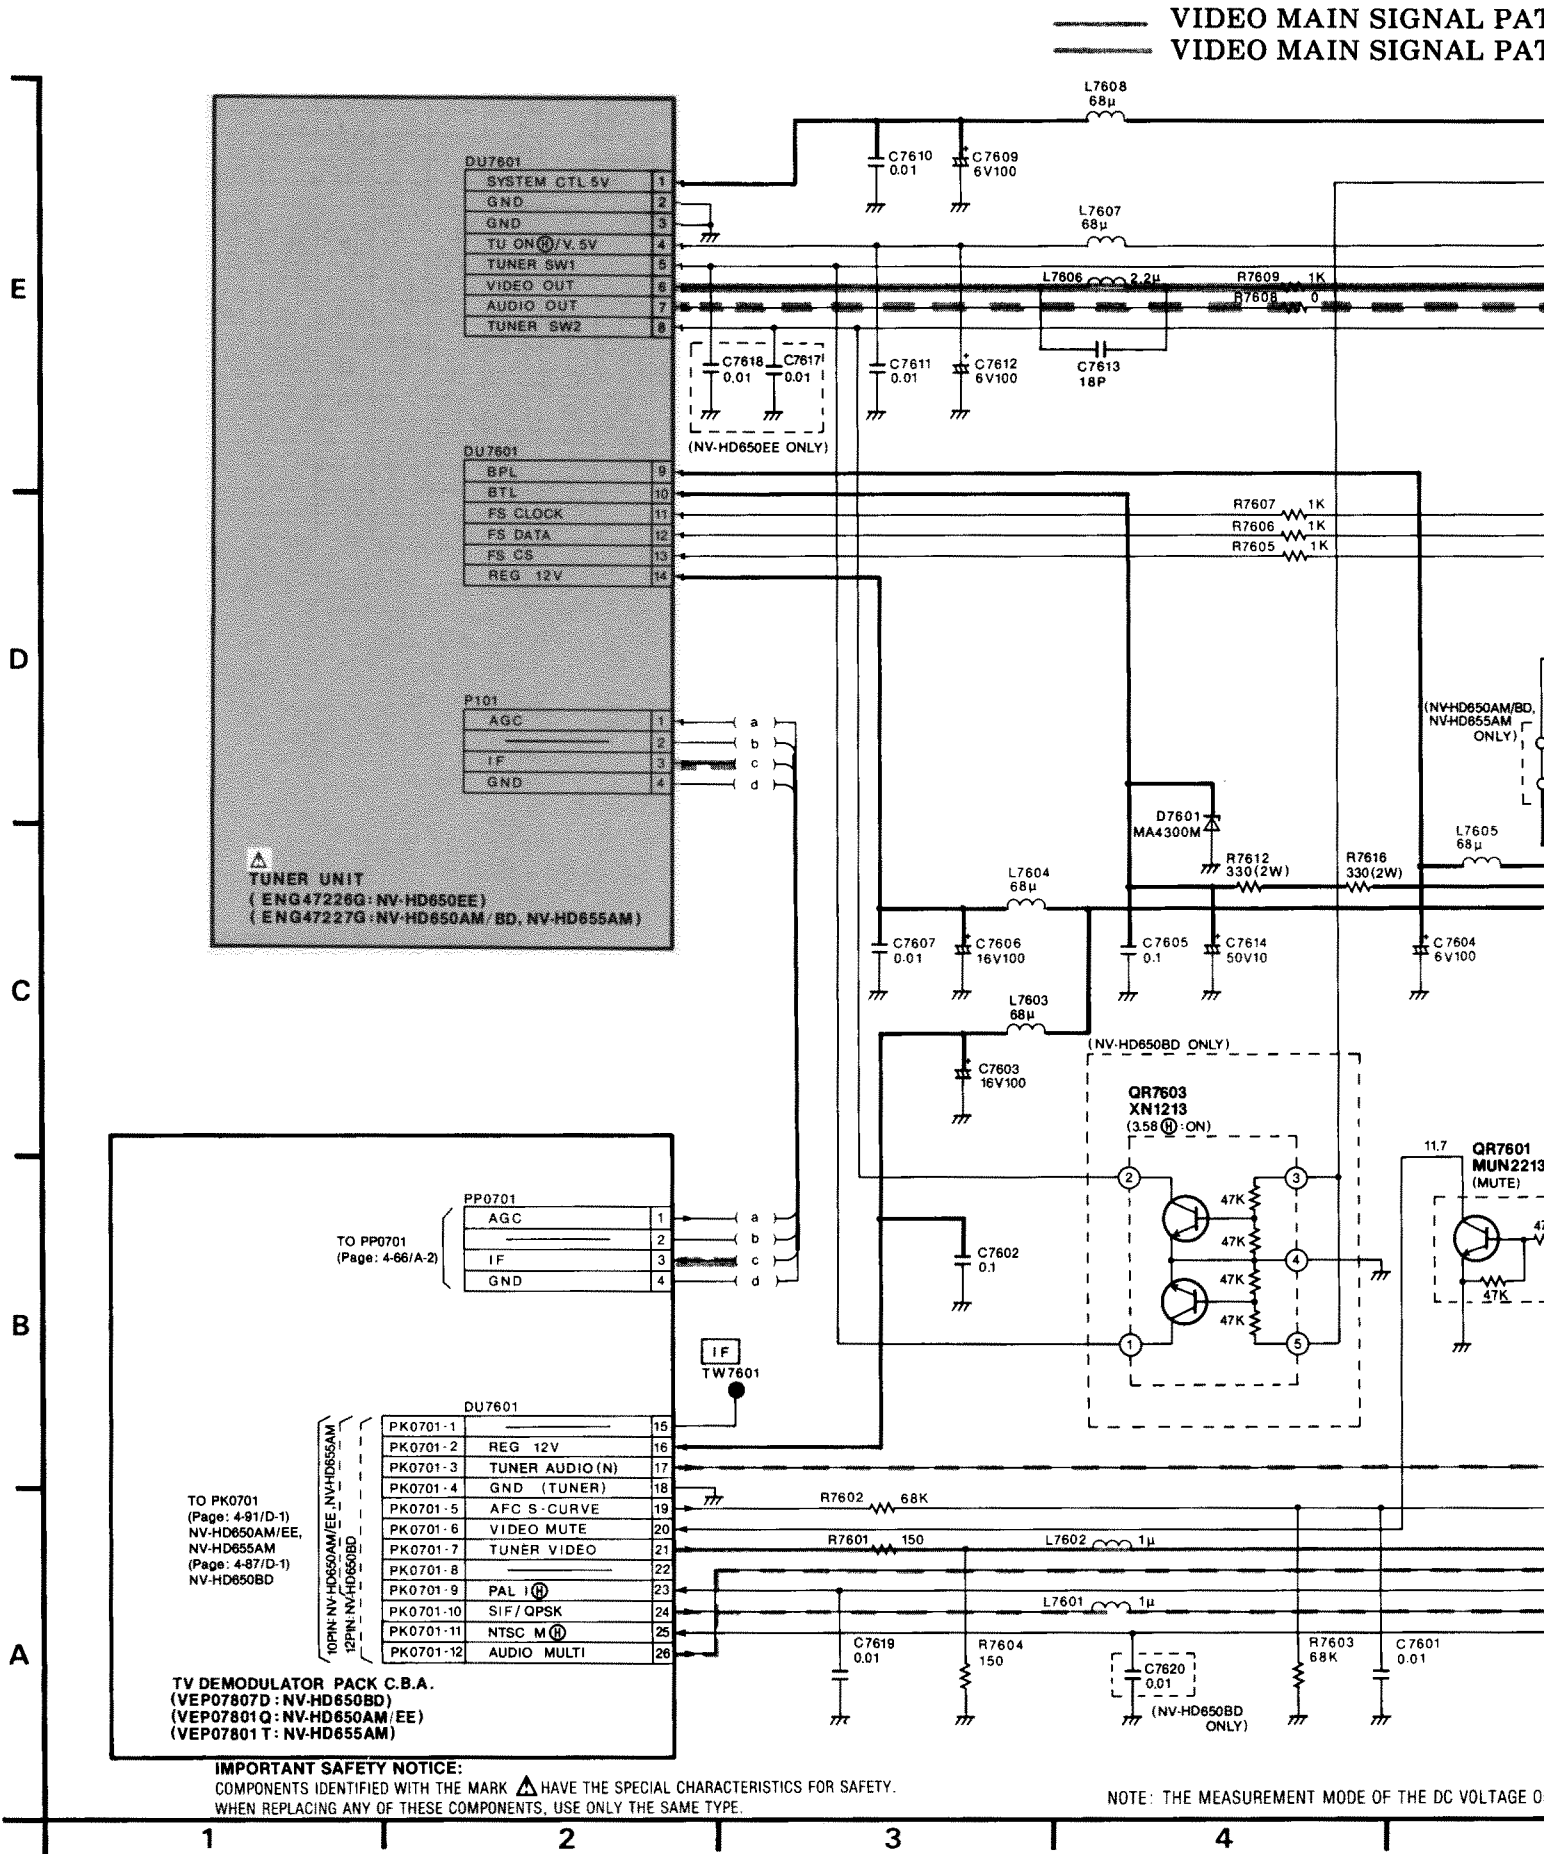 VIDEO MAIN SIGNAL PAT
VIDEO MAIN SIGNAL PAT
L7608
68μ
DU7601
SYSTEM CTL 5V 1
GND 2
GND 3
TU ON Ⓗ/V. 5V 4
TUNER SW1 5
VIDEO OUT 6
AUDIO OUT 7
TUNER SW2 8
C7610
0.01
C7609
6V100
L7607
68μ
L7606 2.2μ
R7609 1K
R7608 0
E
C7618
0.01
C7617
0.01
(NV-HD650EE ONLY)
C7611
0.01
C7612
6V100
C7613
18P
DU7601
BPL 9
BTL 10
FS CLOCK 11
FS DATA 12
FS CS 13
REG 12V 14
R7607 1K
R7606 1K
R7605 1K
D
P101
AGC 1 a
2 b
IF 3 c
GND 4 d
(NV-HD650AM/BD,
NV-HD655AM
ONLY)
D7601
MA4300M
L7605
68μ
R7612
330(2W)
R7616
330(2W)
L7604
68μ
TUNER UNIT
(ENG47226G:NV-HD650EE)
(ENG47227G:NV-HD650AM/BD, NV-HD655AM)
C7607
0.01
C7606
16V100
C7605
0.1
C7614
50V10
C7604
6V100
C
L7603
68μ
C7603
16V100
(NV-HD650BD ONLY)
QR7603
XN1213
(3.58 Ⓗ:ON)
2
3
47K
47K
4
47K
47K
1
5
11.7
QR7601
MUN2213
(MUTE)
47
47K
PP0701
AGC 1 a
2 b
IF 3 c
GND 4 d
TO PP0701
(Page: 4-66/A-2)
C7602
0.1
B
IF
TW7601
DU7601
PK0701-1 15
PK0701-2 REG 12V 16
PK0701-3 TUNER AUDIO(N) 17
PK0701-4 GND (TUNER) 18
PK0701-5 AFC S-CURVE 19
PK0701-6 VIDEO MUTE 20
PK0701-7 TUNER VIDEO 21
PK0701-8 22
PK0701-9 PAL I Ⓗ 23
PK0701-10 SIF/QPSK 24
PK0701-11 NTSC M Ⓗ 25
PK0701-12 AUDIO MULTI 26
10PIN:NV-HD650AM/EE,NV-HD655AM
12PIN:NV-HD650BD
TO PK0701
(Page: 4-91/D-1)
NV-HD650AM/EE,
NV-HD655AM
(Page: 4-87/D-1)
NV-HD650BD
R7602 68K
R7601 150
L7602 1μ
L7601 1μ
C7619
0.01
R7604
150
C7620
0.01
(NV-HD650BD
ONLY)
R7603
68K
C7601
0.01
A
TV DEMODULATOR PACK C.B.A.
(VEP07807D:NV-HD650BD)
(VEP07801Q:NV-HD650AM/EE)
(VEP07801T:NV-HD655AM)
IMPORTANT SAFETY NOTICE:
COMPONENTS IDENTIFIED WITH THE MARK ⚠ HAVE THE SPECIAL CHARACTERISTICS FOR SAFETY.
WHEN REPLACING ANY OF THESE COMPONENTS, USE ONLY THE SAME TYPE.
NOTE: THE MEASUREMENT MODE OF THE DC VOLTAGE O
1 2 3 4